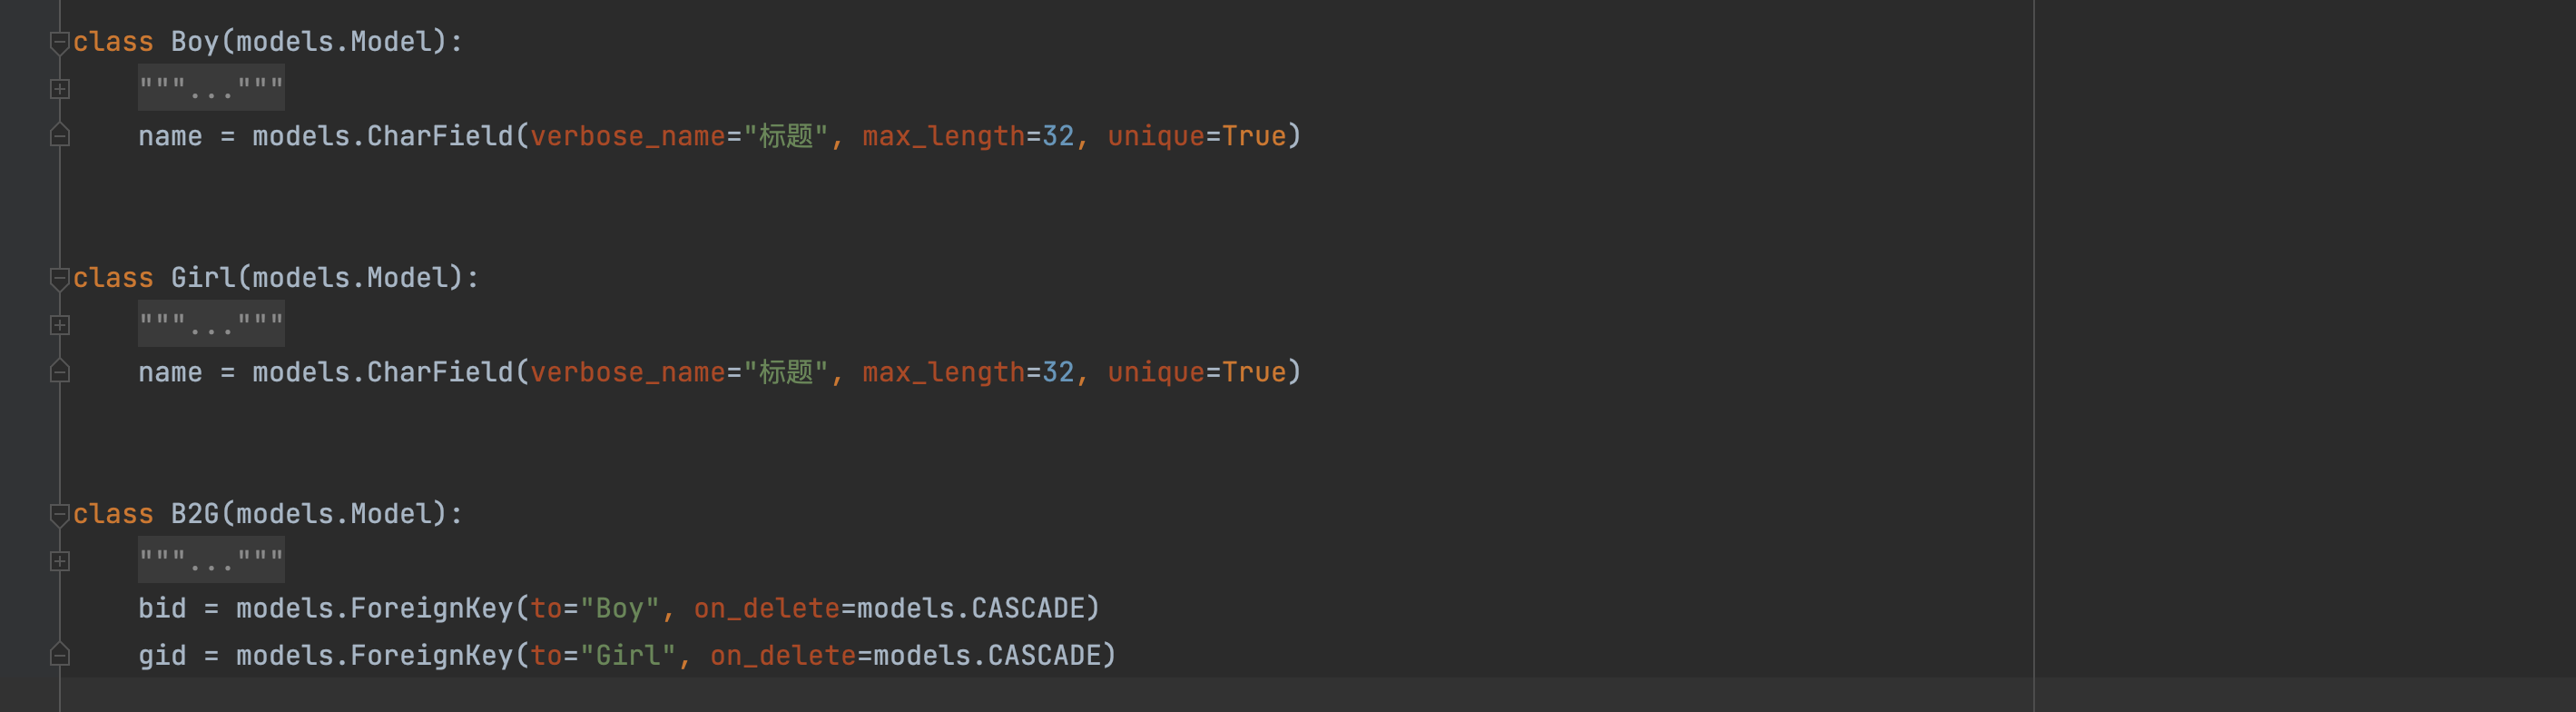 class Boy(models.Model):
"""..."""
name = models.CharField(verbose_name="标题", max_length=32, unique=True)
class Girl(models.Model):
"""..."""
name = models.CharField(verbose_name="标题", max_length=32, unique=True)
class B2G(models.Model):
"""..."""
bid = models.ForeignKey(to="Boy", on_delete=models.CASCADE)
gid = models.ForeignKey(to="Girl", on_delete=models.CASCADE)